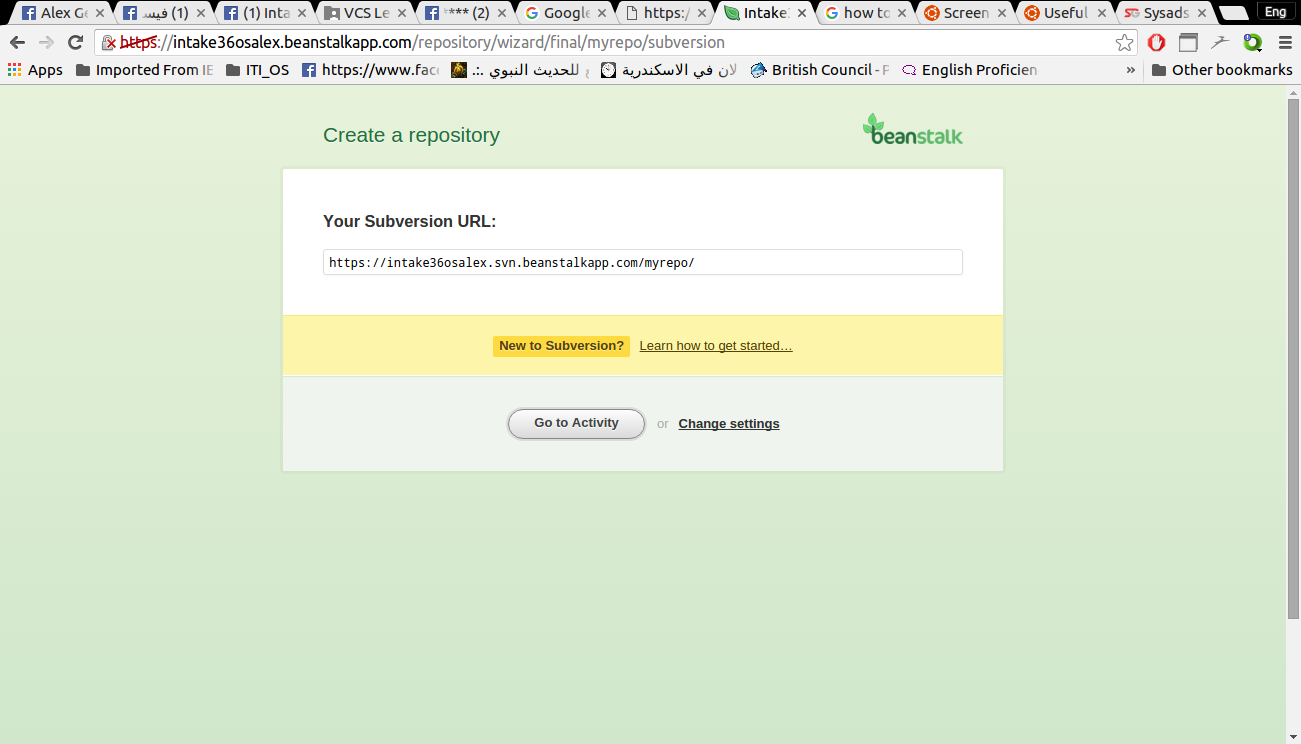 Alex Ge
(1) فيس
(1) Inta
VCS Le
**** (2)
Google
https:/
Intake
how to
Screen
Useful
Sysads
Eng
https://intake36osalex.beanstalkapp.com/repository/wizard/final/myrepo/subversion
Apps
Imported From IE
ITI_OS
https://www.fac
للحديث النبوي .:.
لان في الاسكندرية
British Council - P
English Proficien
»
Other bookmarks
Create a repository
beanstalk
Your Subversion URL:
https://intake36osalex.svn.beanstalkapp.com/myrepo/
New to Subversion? Learn how to get started…
Go to Activity or Change settings